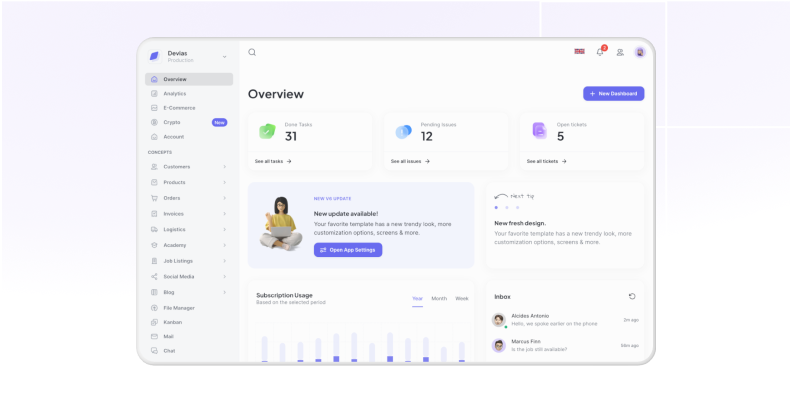 Devias
Production
Overview
Analytics
E-Commerce
Crypto
New
Account
CONCEPTS
Customers
Products
Orders
Invoices
Logistics
Academy
Job Listings
Social Media
Blog
File Manager
Kanban
Mail
Chat
Overview
+ New Dashboard
Done Tasks
31
See all tasks →
Pending issues
12
See all issues →
Open tickets
5
See all tickets →
NEW V6 UPDATE
New update available!
Your favorite template has a new trendy look, more
customization options, screens & more.
Open App Settings
NEXT TIP
New fresh design.
Your favorite template has a new trendy look, more
customization options, screens & more.
Subscription Usage
Based on the selected period
Year Month Week
Inbox
Alcides Antonio
Hello, we spoke earlier on the phone
2m ago
Marcus Finn
Is the job still available?
56m ago